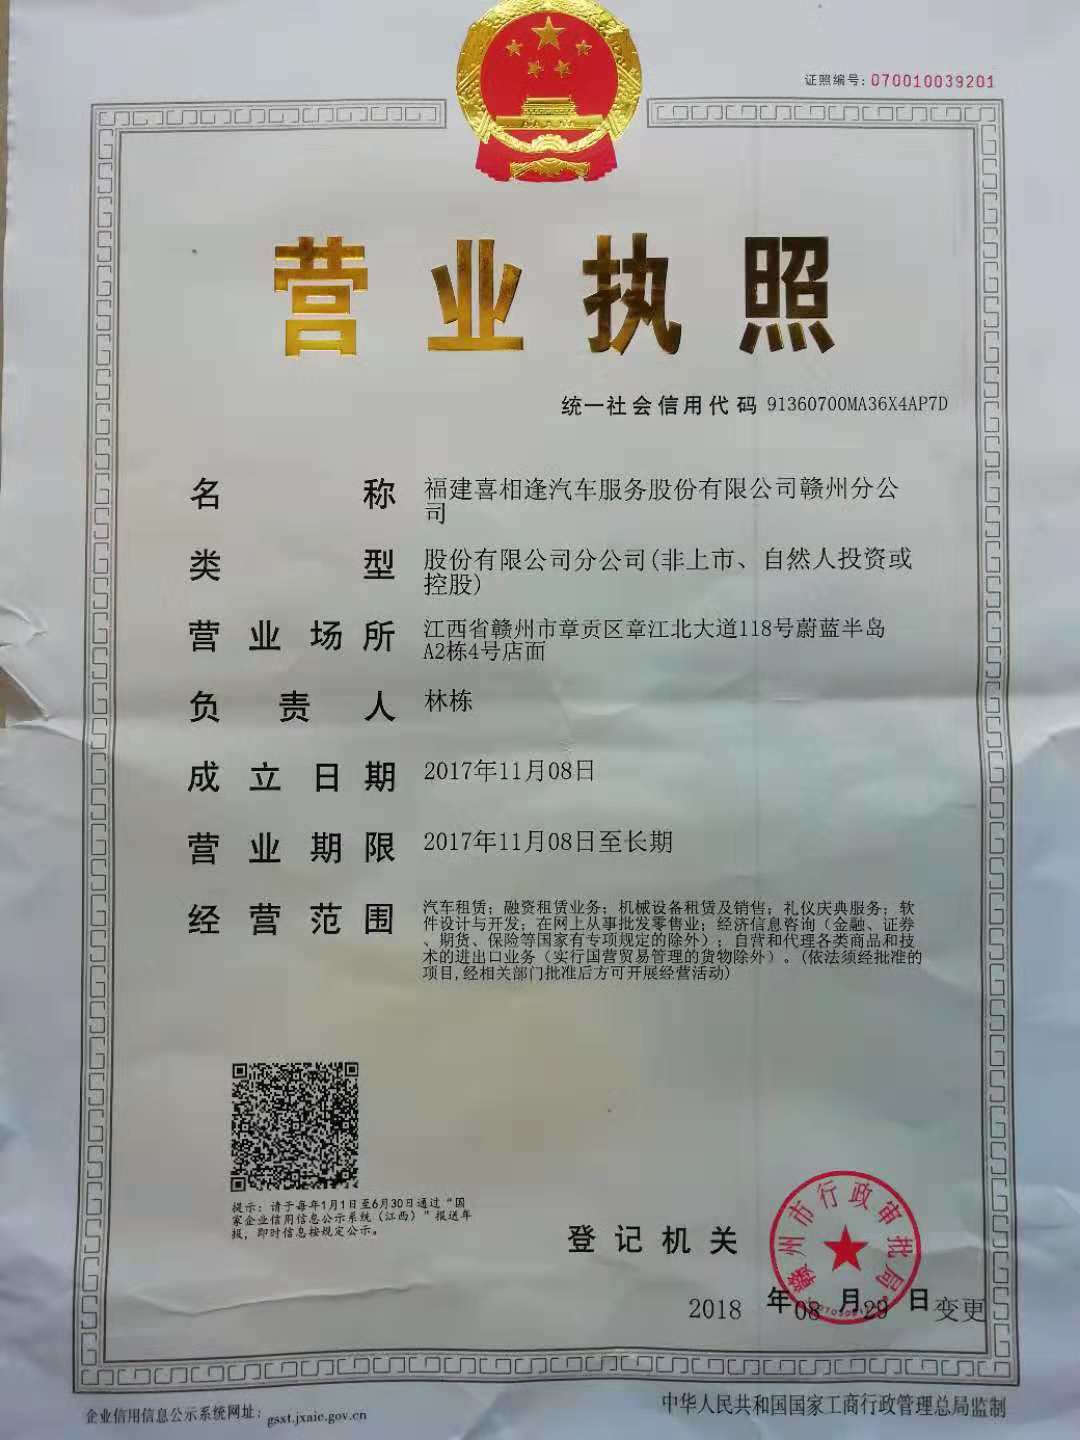 证照编号：070010039201
营业执照
统一社会信用代码 91360700MA36X4AP7D
名称 福建喜相逢汽车服务股份有限公司赣州分公
司
类型 股份有限公司分公司(非上市、自然人投资或
控股)
营业场所 江西省赣州市章贡区章江北大道118号蔚蓝半岛
A2栋4号店面
负责人 林栋
成立日期 2017年11月08日
营业期限 2017年11月08日至长期
经营范围 汽车租赁；融资租赁业务；机械设备租赁及销售；礼仪庆典服务；软
件设计与开发；在网上从事批发零售业；经济信息咨询（金融、证券
、期货、保险等国家有专项规定的除外）；自营和代理各类商品和技
术的进出口业务（实行国营贸易管理的货物除外）。(依法须经批准的
项目,经相关部门批准后方可开展经营活动)
提示：请于每年1月1日至6月30日通过“国
家企业信用信息公示系统（江西）”报送年
报，即时信息按规定公示。
登记机关
赣州市行政审批局
2018年08月29日变更
企业信用信息公示系统网址：gsxt.jxaic.gov.cn
中华人民共和国国家工商行政管理总局监制